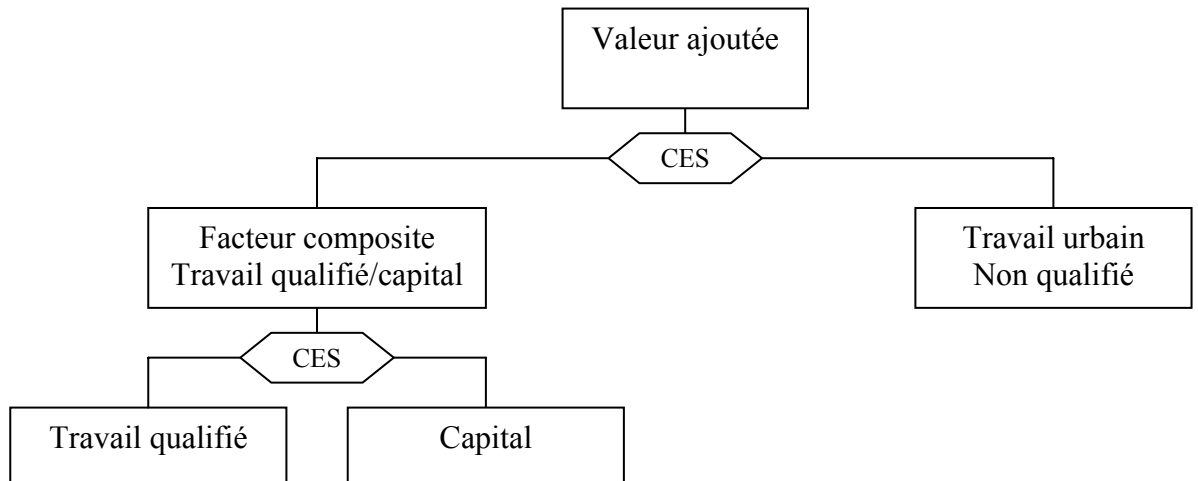 Valeur ajoutée
CES
Facteur composite
Travail qualifié/capital
Travail urbain
Non qualifié
CES
Travail qualifié
Capital